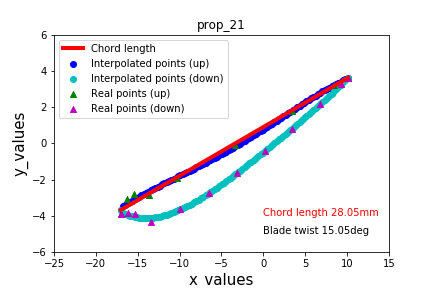 prop_21
Chord length
Interpolated points (up)
Interpolated points (down)
Real points (up)
Real points (down)
y_values
6
4
2
0
−2
−4
−6
Chord length 28.05mm
Blade twist 15.05deg
−25
−20
−15
−10
−5
0
5
10
15
x_values